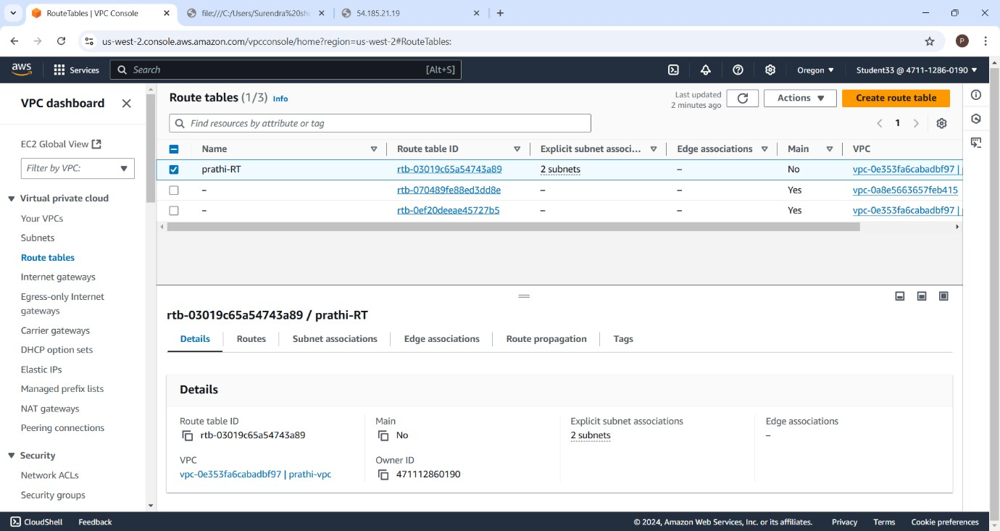 RouteTables | VPC Console
file:///C:/Users/Surendra%20sh
54.185.21.19
us-west-2.console.aws.amazon.com/vpcconsole/home?region=us-west-2#RouteTables:
P
aws
Services
Search
[Alt+S]
Oregon
Student33 @ 4711-1286-0190
VPC dashboard
EC2 Global View
Filter by VPC:
Virtual private cloud
Your VPCs
Subnets
Route tables
Internet gateways
Egress-only Internet
gateways
Carrier gateways
DHCP option sets
Elastic IPs
Managed prefix lists
NAT gateways
Peering connections
Security
Network ACLs
Security groups
Route tables (1/3) Info
Last updated
2 minutes ago
Actions
Create route table
Find resources by attribute or tag
1
Name Route table ID Explicit subnet associ... Edge associations Main VPC
prathi-RT rtb-03019c65a54743a89 2 subnets – No vpc-0e353fa6cabadbf97 |
– rtb-070489fe88ed3dd8e – – Yes vpc-0a8e5663657feb415
– rtb-0ef20deeae45727b5 – – Yes vpc-0e353fa6cabadbf97 |
rtb-03019c65a54743a89 / prathi-RT
Details Routes Subnet associations Edge associations Route propagation Tags
Details
Route table ID
rtb-03019c65a54743a89
Main
No
Explicit subnet associations
2 subnets
Edge associations
–
VPC
vpc-0e353fa6cabadbf97 | prathi-vpc
Owner ID
471112860190
CloudShell Feedback
© 2024, Amazon Web Services, Inc. or its affiliates. Privacy Terms Cookie preferences